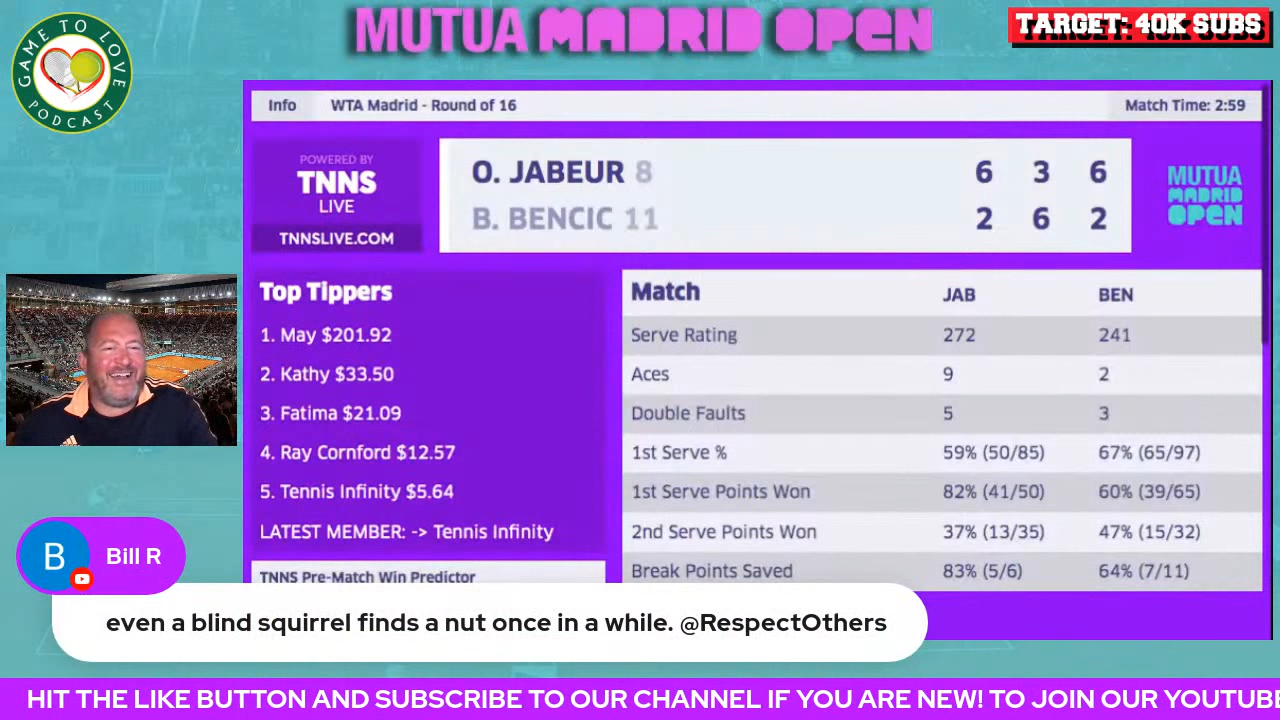 GAME TO LOVE
PODCAST
MUTUA MADRID OPEN
TARGET: 40K SUBS
Info WTA Madrid - Round of 16 Match Time: 2:59
POWERED BY
TNNS
LIVE
TNNSLIVE.COM
O. JABEUR 8 6 3 6
B. BENCIC 11 2 6 2
MUTUA
MADRID
OPEN
Top Tippers
1. May $201.92
2. Kathy $33.50
3. Fatima $21.09
4. Ray Cornford $12.57
5. Tennis Infinity $5.64
LATEST MEMBER: -> Tennis Infinity
TNNS Pre-Match Win Predictor
Match JAB BEN
Serve Rating 272 241
Aces 9 2
Double Faults 5 3
1st Serve % 59% (50/85) 67% (65/97)
1st Serve Points Won 82% (41/50) 60% (39/65)
2nd Serve Points Won 37% (13/35) 47% (15/32)
Break Points Saved 83% (5/6) 64% (7/11)
B Bill R
even a blind squirrel finds a nut once in a while. @RespectOthers
HIT THE LIKE BUTTON AND SUBSCRIBE TO OUR CHANNEL IF YOU ARE NEW! TO JOIN OUR YOUTUBE